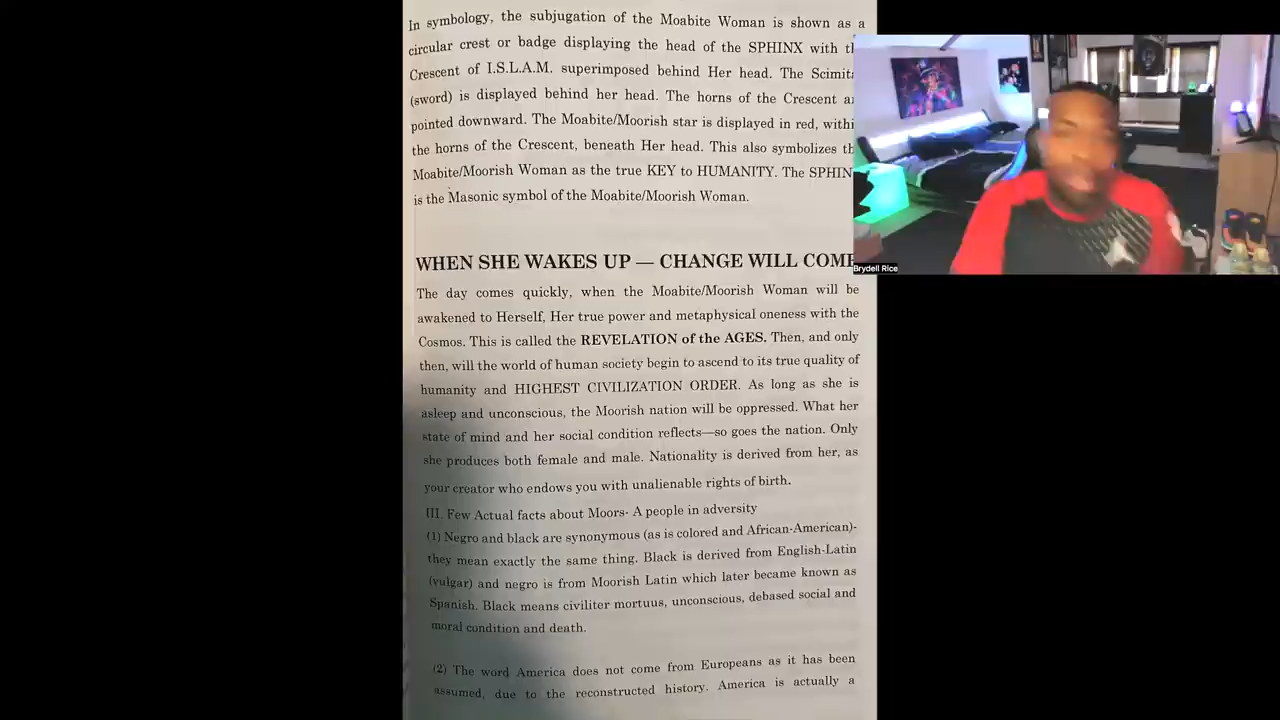 In symbology, the subjugation of the Moabite Woman is shown as a
circular crest or badge displaying the head of the SPHINX with
Crescent of I.S.L.A.M. superimposed behind Her head. The
(sword) is displayed behind her head. The horns of the Crescent
pointed downward. The Moabite/Moorish star is displayed in red,
the horns of the Crescent, beneath Her head. This also symbolizes
Moabite/Moorish Woman as the true KEY to HUMANITY. The
is the Masonic symbol of the Moabite/Moorish Woman.
WHEN SHE WAKES UP — CHANGE WILL COME
The day comes quickly, when the Moabite/Moorish Woman will be
awakened to Herself, Her true power and metaphysical oneness with the
Cosmos. This is called the REVELATION of the AGES. Then, and only
then, will the world of human society begin to ascend to its true quality of
humanity and HIGHEST CIVILIZATION ORDER. As long as she is
asleep and unconscious, the Moorish nation will be oppressed. What her
state of mind and her social condition reflects—so goes the nation. Only
she produces both female and male. Nationality is derived from her, as
your creator who endows you with unalienable rights of birth.
III. Few Actual facts about Moors- A people in adversity
(1) Negro and black are synonymous (as is colored and African-American)-
they mean exactly the same thing. Black is derived from English-Latin
(vulgar) and negro is from Moorish Latin which later became known as
Spanish. Black means civiliter mortuus, unconscious, debased social and
moral condition and death.
(2) The word America does not come from Europeans as it has been
assumed, due to the reconstructed history. America is actually a
Brydell Rice